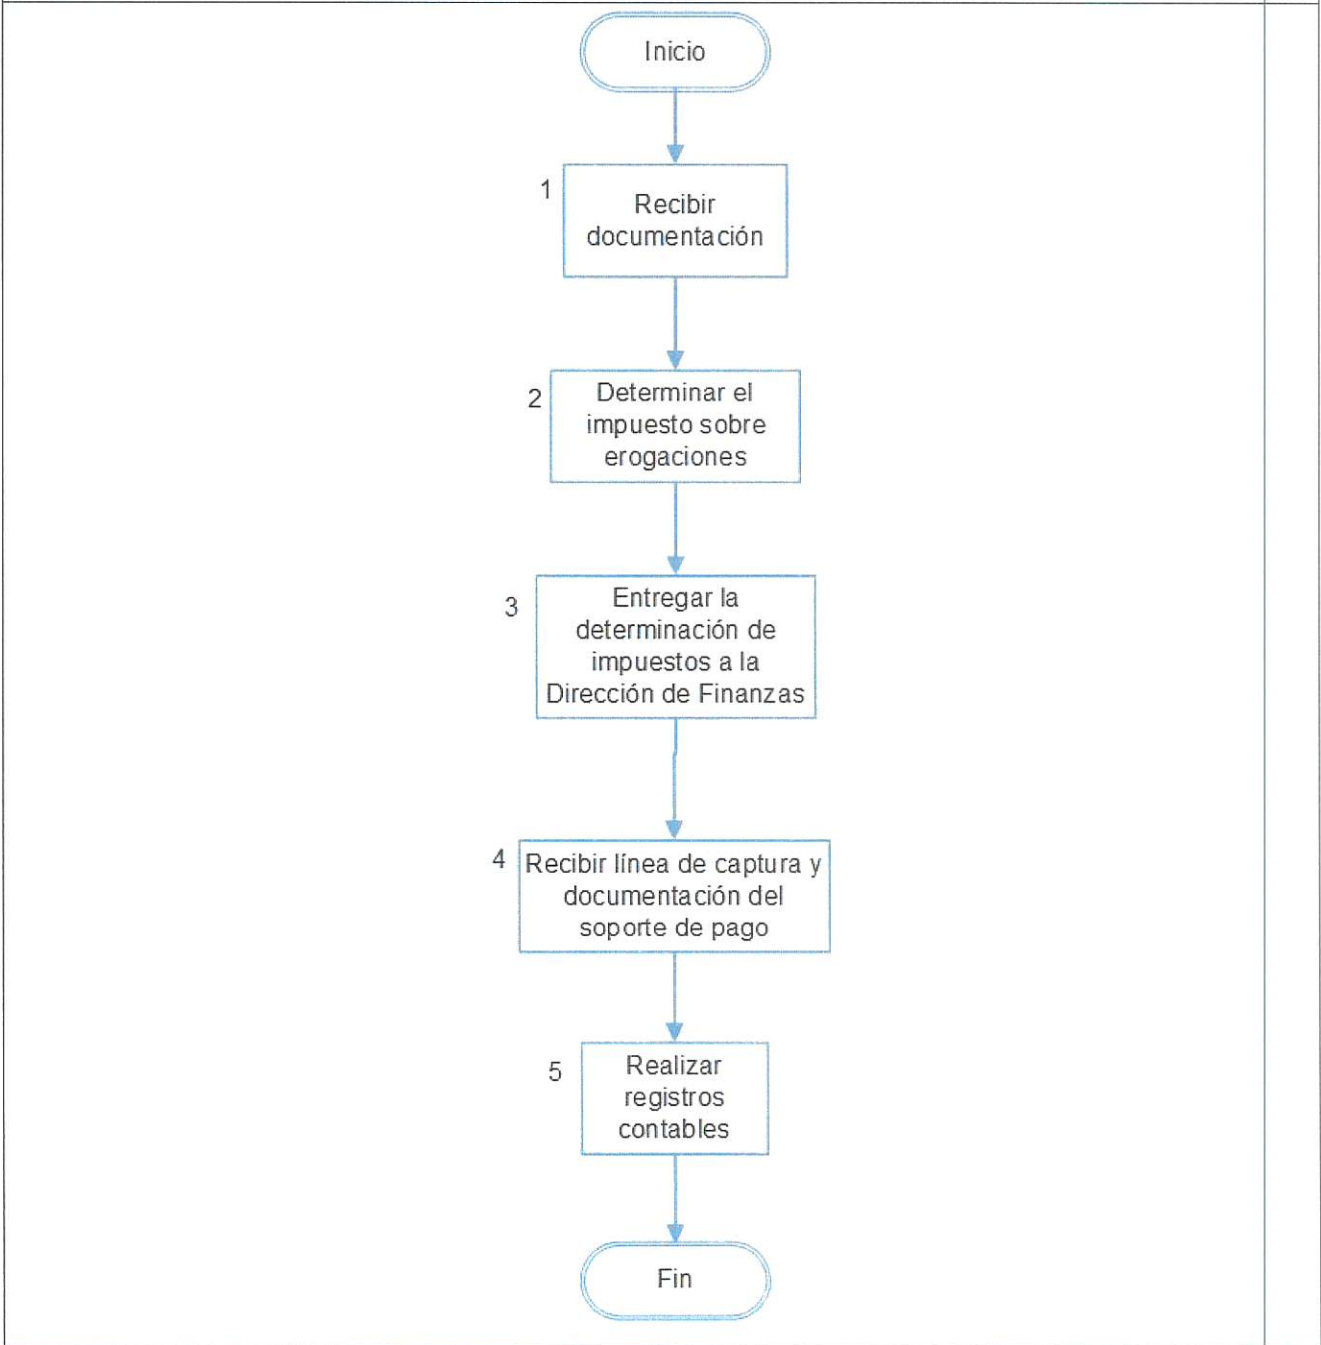 Inicio
1
Recibir
documentación
2
Determinar el
impuesto sobre
erogaciones
3
Entregar la
determinación de
impuestos a la
Dirección de Finanzas
4
Recibir línea de captura y
documentación del
soporte de pago
5
Realizar
registros
contables
Fin